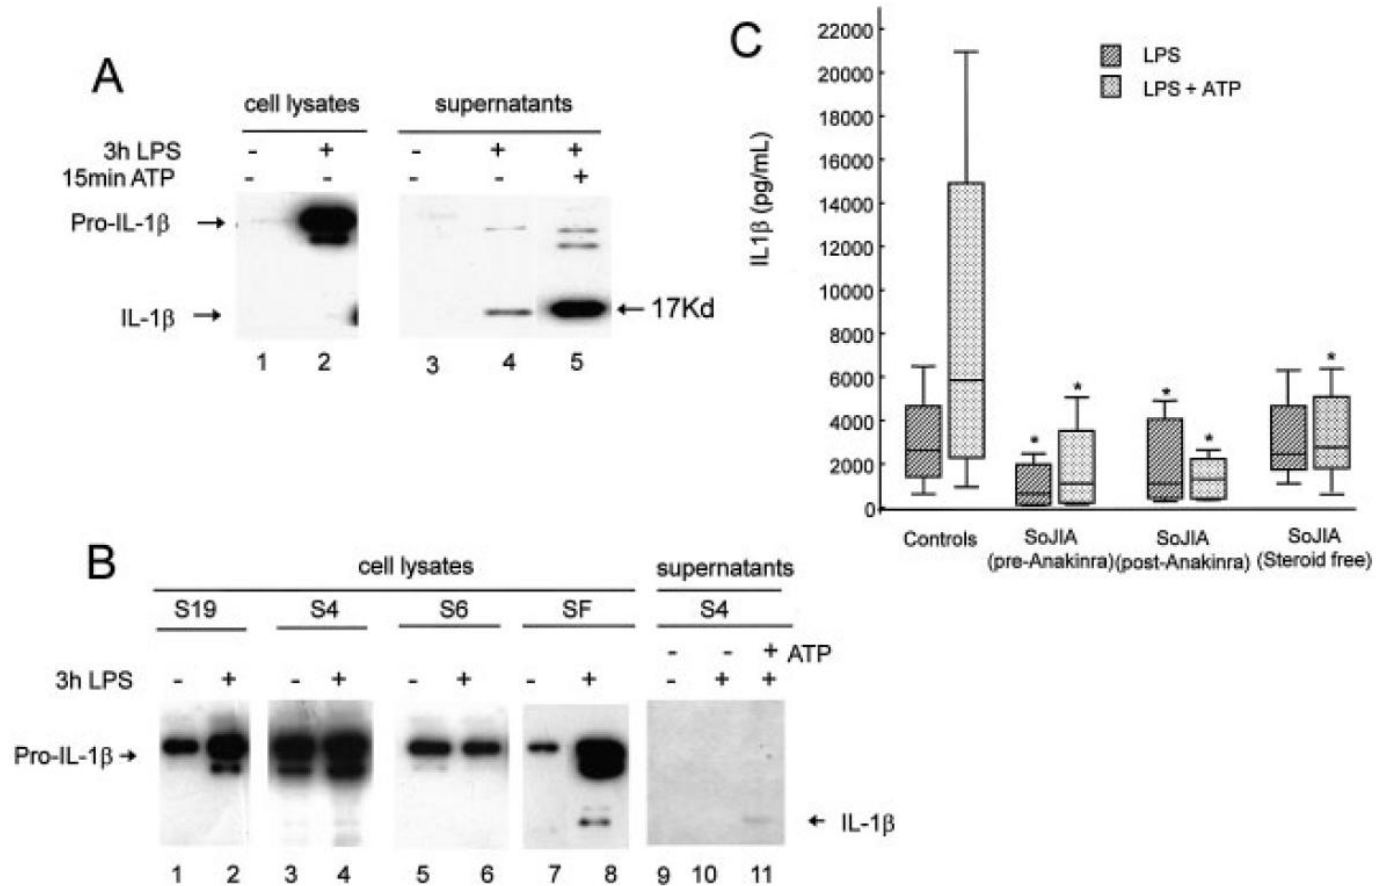 A
cell lysates supernatants
3h LPS - + - + +
15min ATP - - - - +
Pro-IL-1β →
IL-1β → ← 17Kd
1 2 3 4 5
B
cell lysates supernatants
S19 S4 S6 SF S4
- - + ATP
3h LPS - + - + - + - + - + +
Pro-IL-1β →
← IL-1β
1 2 3 4 5 6 7 8 9 10 11
C
IL1β (pg/mL)
22000
20000
18000
16000
14000
12000
10000
8000
6000
4000
2000
0
LPS
LPS + ATP
* * * * *
Controls SoJIA SoJIA SoJIA
(pre-Anakinra) (post-Anakinra) (Steroid free)